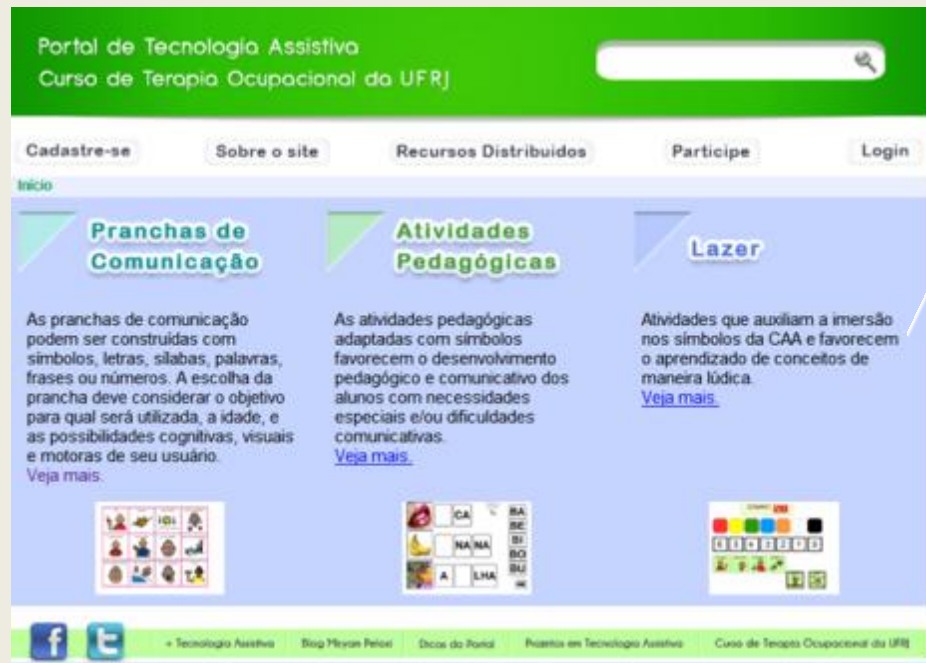 Portal de Tecnologia Assistiva
Curso de Terapia Ocupacional da UFRJ
Cadastre-se
Sobre o site
Recursos Distribuidos
Participe
Login
Início
Pranchas de
Comunicação
As pranchas de comunicação
podem ser construídas com
símbolos, letras, sílabas, palavras,
frases ou números. A escolha da
prancha deve considerar o objetivo
para qual será utilizada, a idade, e
as possibilidades cognitivas, visuais
e motoras de seu usuário.
Veja mais.
Atividades
Pedagógicas
As atividades pedagógicas
adaptadas com símbolos
favorecem o desenvolvimento
pedagógico e comunicativo dos
alunos com necessidades
especiais e/ou dificuldades
comunicativas.
Veja mais.
CA
NA NA
A LHA
BA
BE
BI
BO
BU
Lazer
Atividades que auxiliam a imersão
nos símbolos da CAA e favorecem
o aprendizado de conceitos de
maneira lúdica.
Veja mais.
+ Tecnologia Assistiva
Blog Miryam Pelosi
Dicas do Portal
Projetos em Tecnologia Assistiva
Curso de Terapia Ocupacional da UFRJ